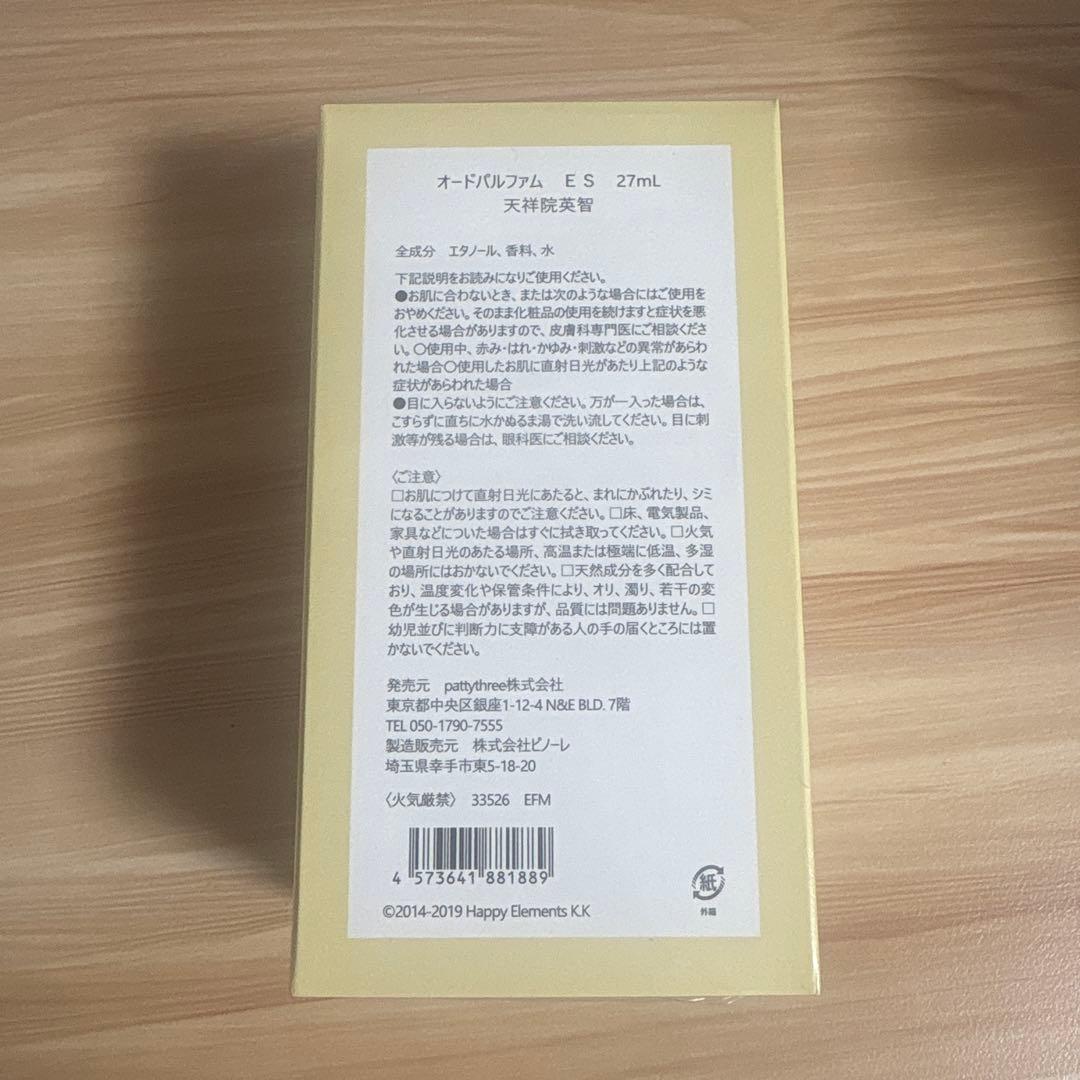 オードパルファム　ＥＳ　27mL
天祥院英智
全成分　エタノール、香料、水
下記説明をお読みになりご使用ください。
●お肌に合わないとき、または次のような場合にはご使用を
おやめください。そのまま化粧品の使用を続けますと症状を悪
化させる場合がありますので、皮膚科専門医にご相談くださ
い。〇使用中、赤み・はれ・かゆみ・刺激などの異常があらわ
れた場合〇使用したお肌に直射日光があたり上記のような
症状があらわれた場合
●目に入らないようにご注意ください。万が一入った場合は、
こすらずに直ちに水かぬるま湯で洗い流してください。目に刺
激等が残る場合は、眼科医にご相談ください。
〈ご注意〉
□お肌につけて直射日光にあたると、まれにかぶれたり、シミ
になることがありますのでご注意ください。□床、電気製品、
家具などについた場合はすぐに拭き取ってください。□火気
や直射日光のあたる場所、高温または極端に低温、多湿
の場所にはおかないでください。□天然成分を多く配合して
おり、温度変化や保管条件により、オリ、濁り、若干の変
色が生じる場合がありますが、品質には問題ありません。□
幼児並びに判断力に支障がある人の手の届くところには置
かないでください。
発売元　pattythree株式会社
東京都中央区銀座1-12-4 N&E BLD. 7階
TEL 050-1790-7555
製造販売元　株式会社ピノーレ
埼玉県幸手市東5-18-20
〈火気厳禁〉　33526　EFM
4 573641 881889
紙
外箱
©2014-2019 Happy Elements K.K